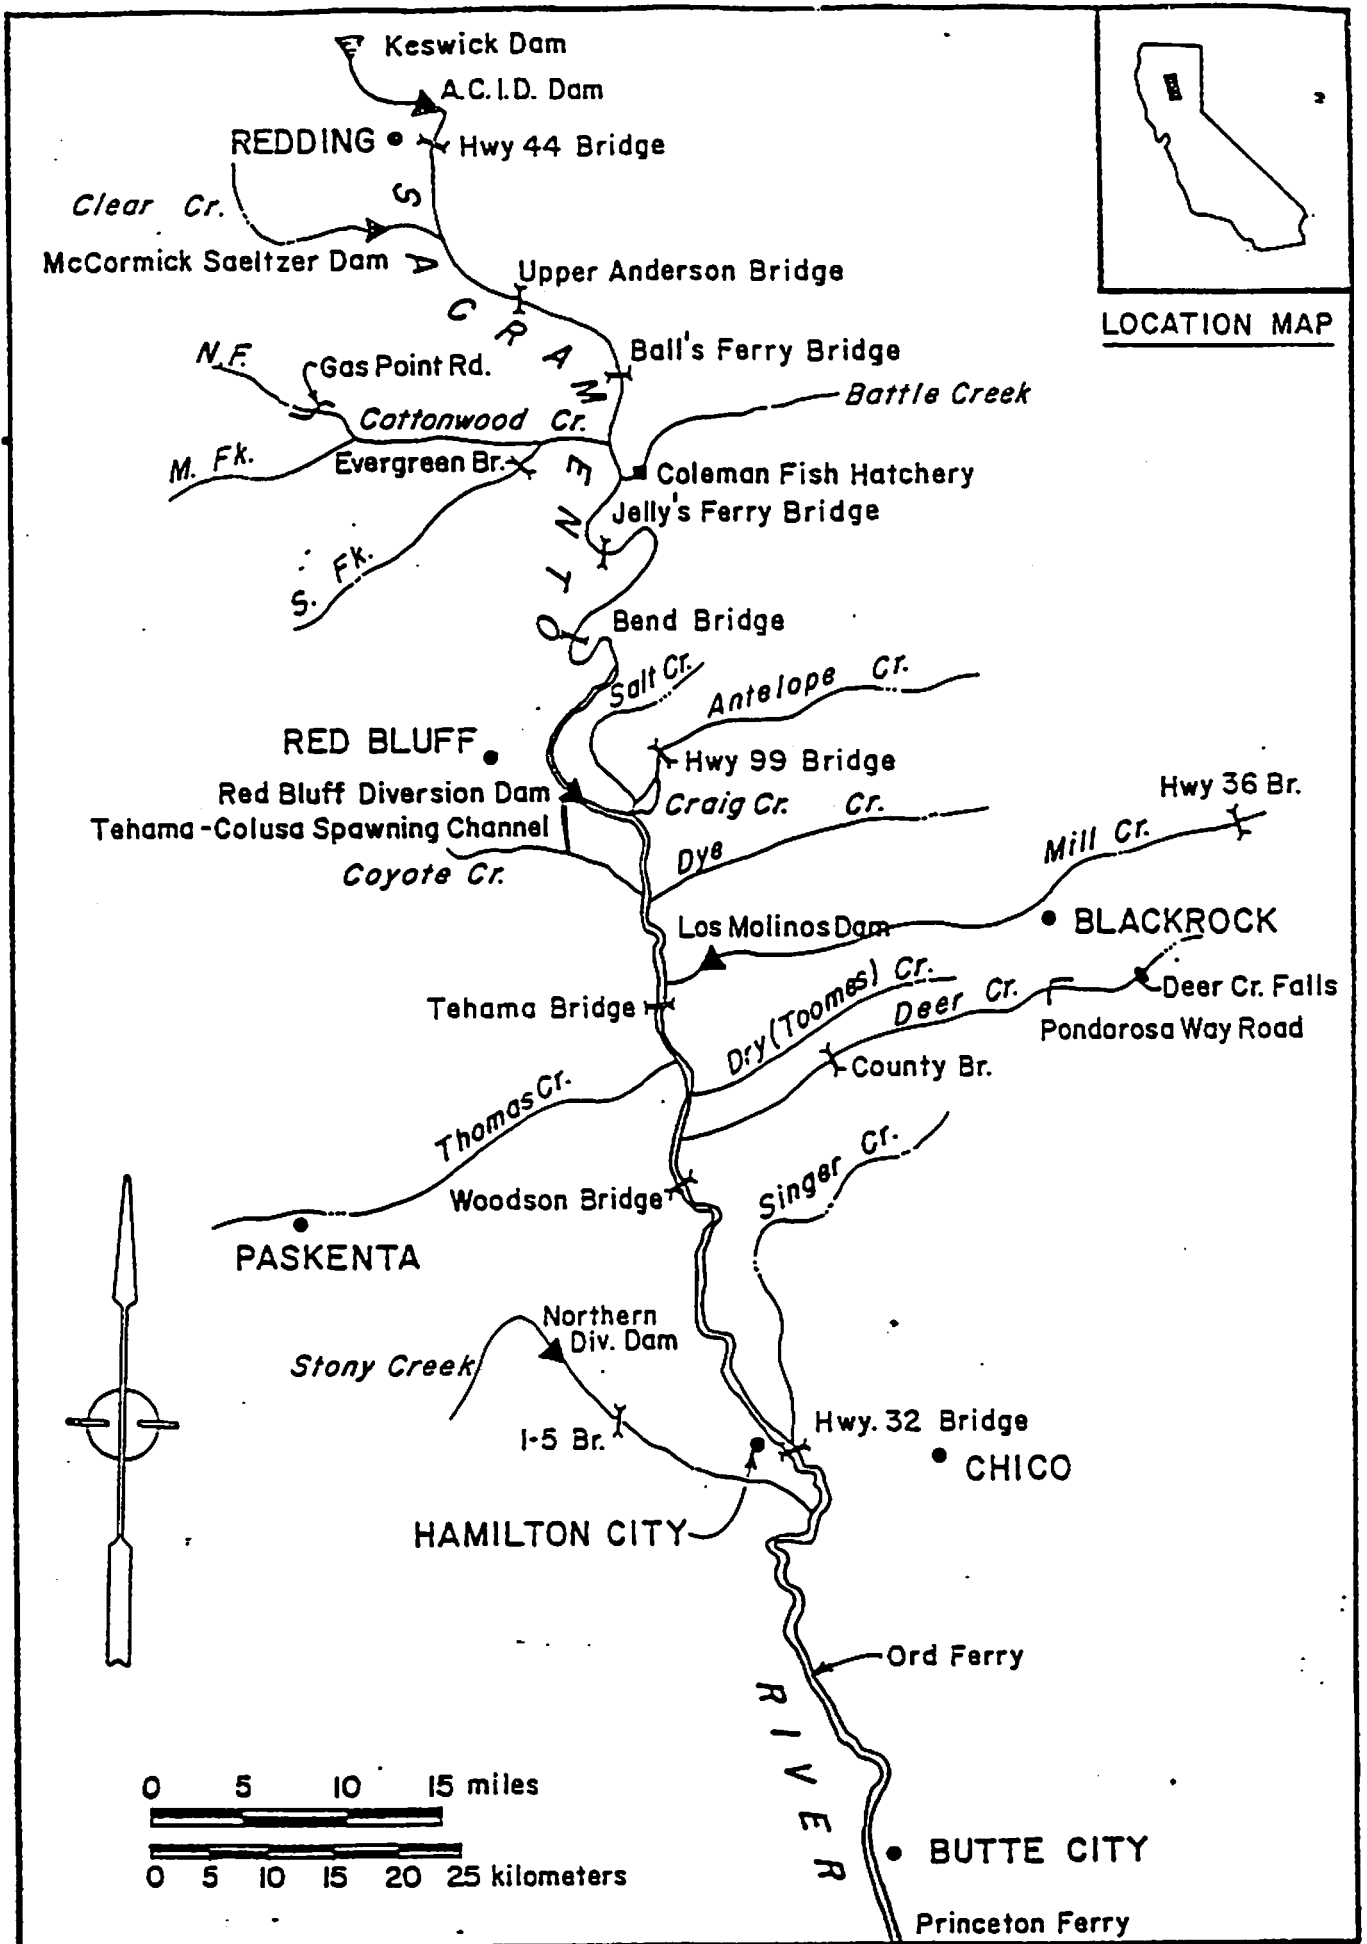 Keswick Dam
A.C.I.D. Dam
REDDING
Hwy 44 Bridge
Clear Cr.
McCormick Saeltzer Dam
Upper Anderson Bridge
LOCATION MAP
SACRAMENTO
Ball's Ferry Bridge
N.F.
Gas Point Rd.
Battle Creek
Cottonwood Cr.
M. Fk.
Evergreen Br.
Coleman Fish Hatchery
Jelly's Ferry Bridge
S. Fk.
Bend Bridge
Salt Cr.
Antelope Cr.
RED BLUFF
Hwy 99 Bridge
Red Bluff Diversion Dam
Craig Cr. Cr.
Hwy 36 Br.
Tehama-Colusa Spawning Channel
Mill Cr.
Dye
Coyote Cr.
Los Molinos Dam
BLACKROCK
Dry (Toomes) Cr.
Deer Cr.
Deer Cr. Falls
Tehama Bridge
Pondarosa Way Road
County Br.
Thomas Cr.
Singer Cr.
Woodson Bridge
PASKENTA
Northern
Div. Dam
Stony Creek
I-5 Br.
Hwy. 32 Bridge
CHICO
HAMILTON CITY
Ord Ferry
RIVER
0 5 10 15 miles
0 5 10 15 20 25 kilometers
BUTTE CITY
Princeton Ferry